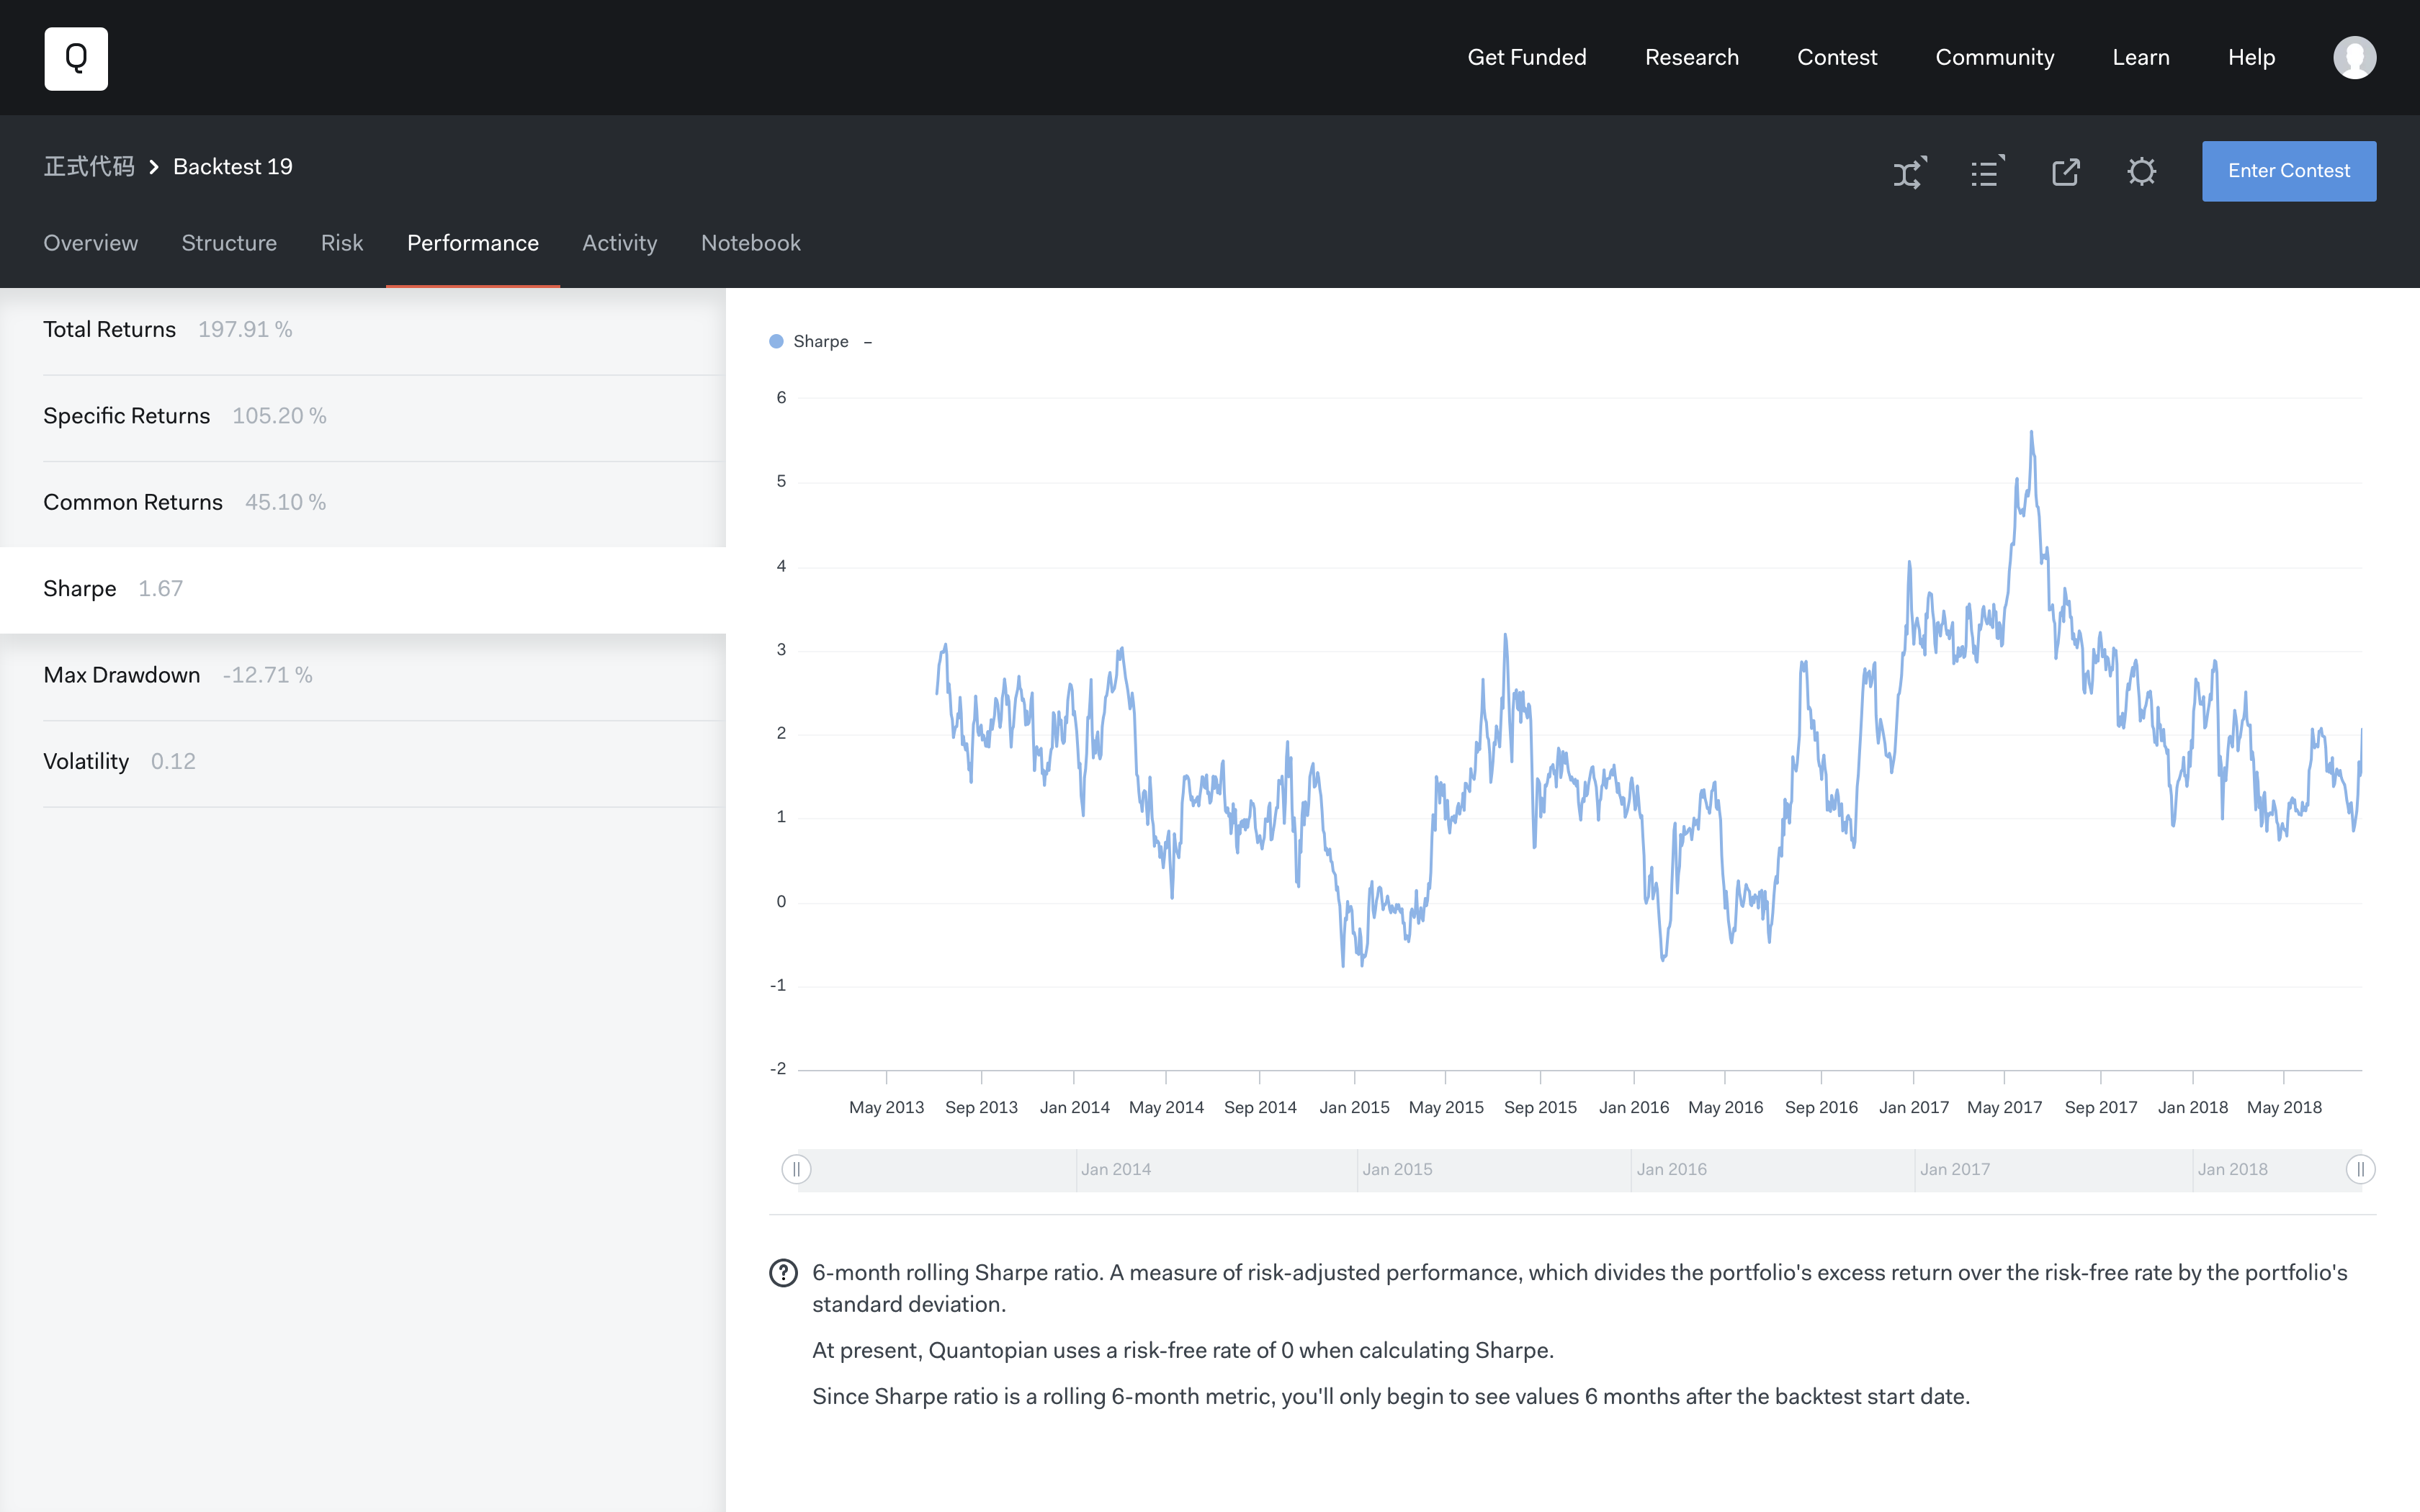 Q
Get Funded Research Contest Community Learn Help
正式代码 > Backtest 19
Enter Contest
Overview Structure Risk Performance Activity Notebook
Total Returns 197.91 %
Specific Returns 105.20 %
Common Returns 45.10 %
Sharpe 1.67
Max Drawdown -12.71 %
Volatility 0.12
Sharpe –
6
5
4
3
2
1
0
-1
-2
May 2013 Sep 2013 Jan 2014 May 2014 Sep 2014 Jan 2015 May 2015 Sep 2015 Jan 2016 May 2016 Sep 2016 Jan 2017 May 2017 Sep 2017 Jan 2018 May 2018
Jan 2014 Jan 2015 Jan 2016 Jan 2017 Jan 2018
6-month rolling Sharpe ratio. A measure of risk-adjusted performance, which divides the portfolio's excess return over the risk-free rate by the portfolio's
standard deviation.
At present, Quantopian uses a risk-free rate of 0 when calculating Sharpe.
Since Sharpe ratio is a rolling 6-month metric, you'll only begin to see values 6 months after the backtest start date.